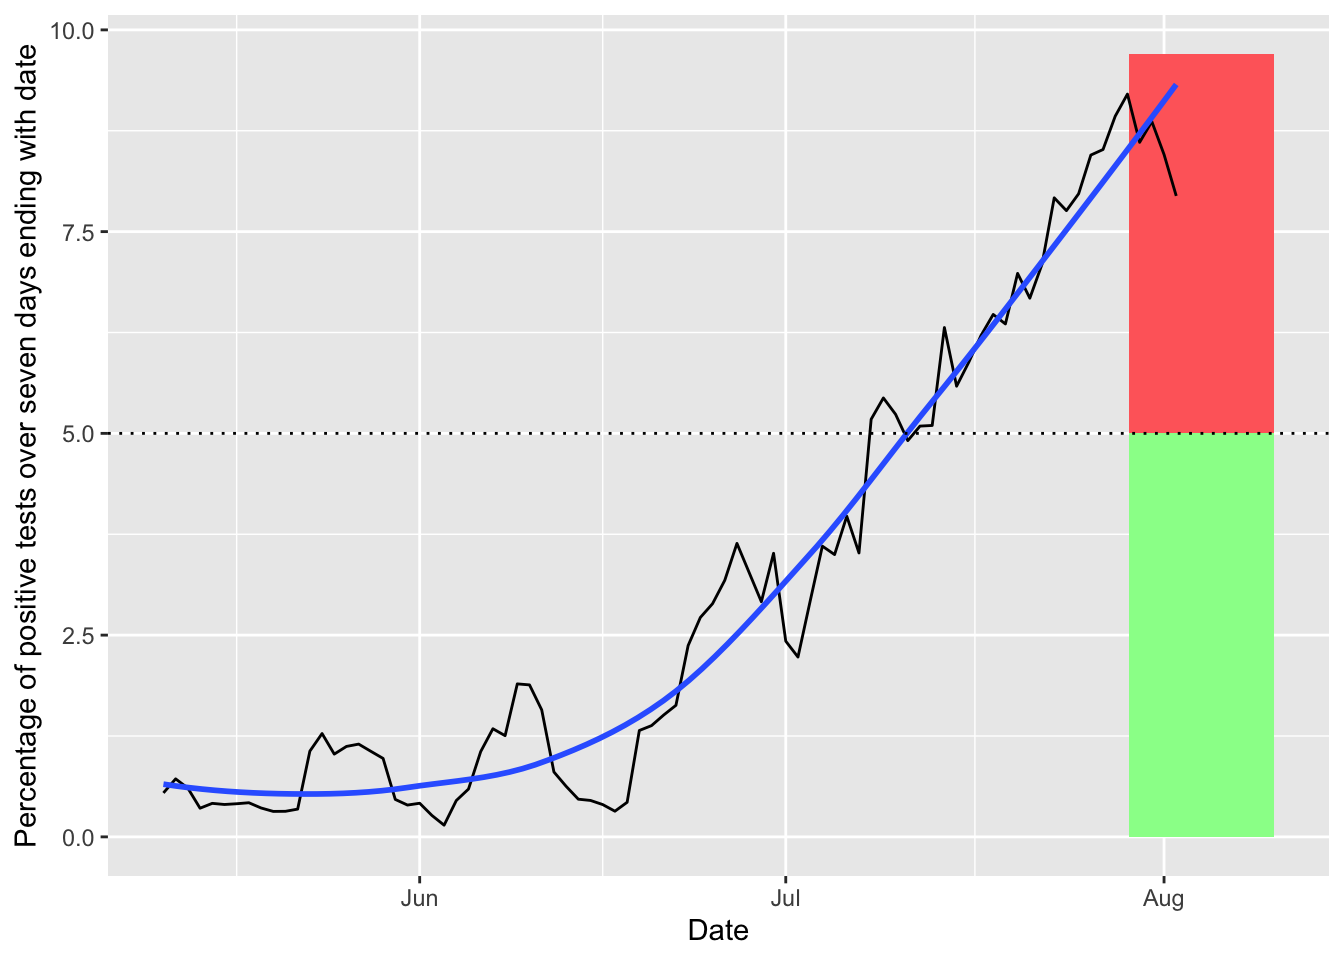 Percentage of positive tests over seven days ending with date
10.0
7.5
5.0
2.5
0.0
Jun Jul Aug
Date